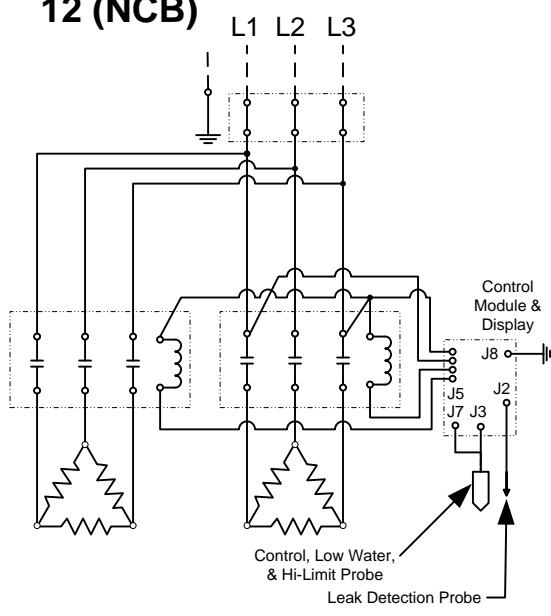 12 (NCB)
L1 L2 L3
Control
Module &
Display
J8
J5
J2
J7 J3
Control, Low Water,
& Hi-Limit Probe
Leak Detection Probe